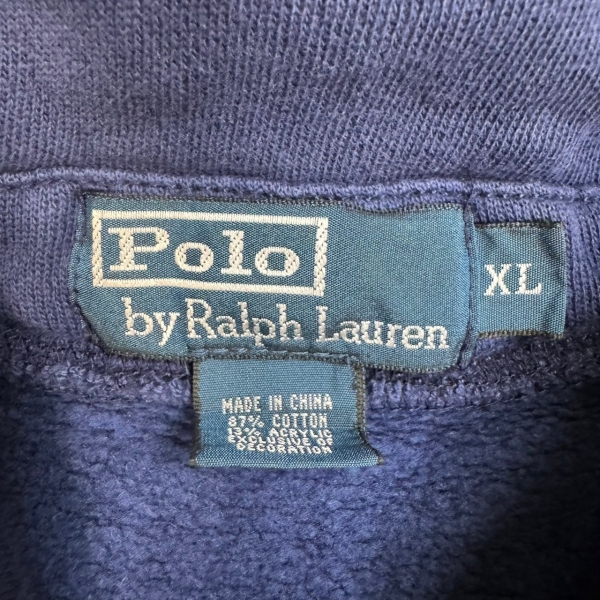 Polo
by Ralph Lauren
XL
MADE IN CHINA
87% COTTON
13% ACRYLIC
EXCLUSIVE OF
DECORATION